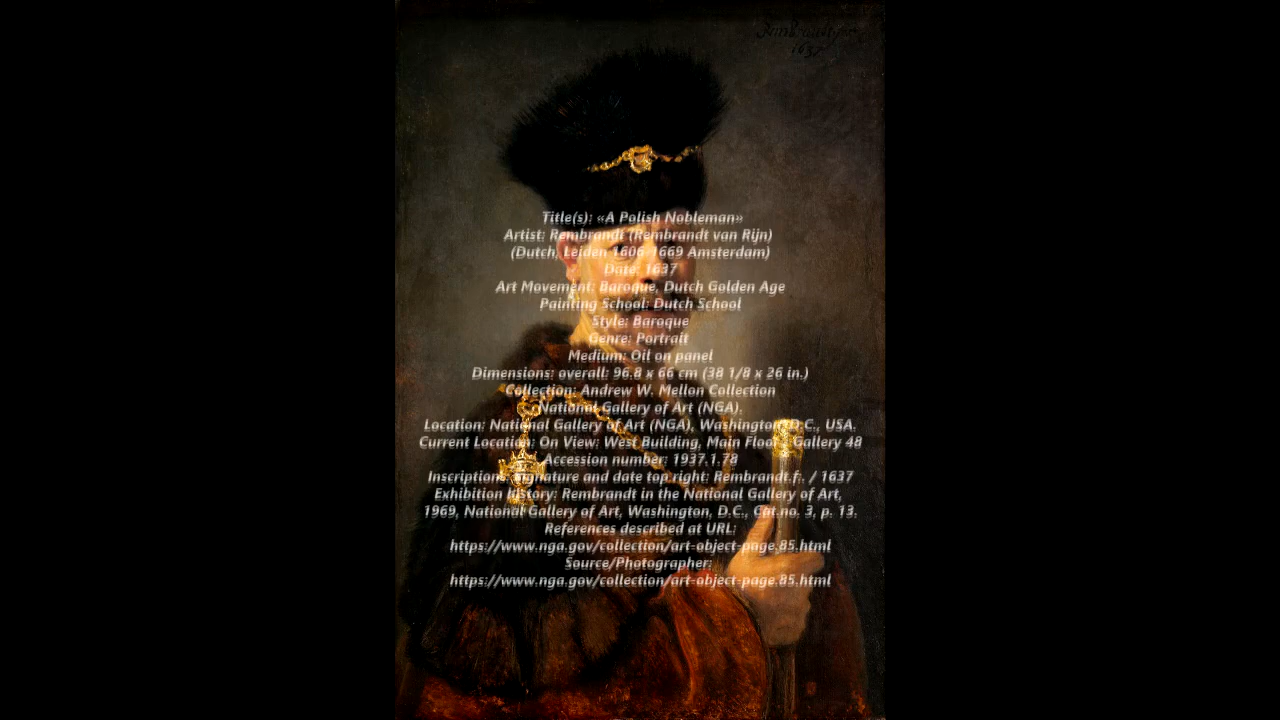 Rembrandt.f.
1637
Title(s): «A Polish Nobleman»
Artist: Rembrandt (Rembrandt van Rijn)
(Dutch, Leiden 1606-1669 Amsterdam)
Date: 1637
Art Movement: Baroque, Dutch Golden Age
Painting School: Dutch School
Style: Baroque
Genre: Portrait
Medium: Oil on panel
Dimensions: overall: 96.8 x 66 cm (38 1/8 x 26 in.)
Collection: Andrew W. Mellon Collection
National Gallery of Art (NGA).
Location: National Gallery of Art (NGA), Washington, D.C., USA.
Current Location: On View: West Building, Main Floor - Gallery 48
Accession number: 1937.1.78
Inscription: signature and date top right: Rembrandt.f:. / 1637
Exhibition History: Rembrandt in the National Gallery of Art,
1969, National Gallery of Art, Washington, D.C., Cat.no. 3, p. 13.
References described at URL:
https://www.nga.gov/collection/art-object-page.85.html
Source/Photographer:
https://www.nga.gov/collection/art-object-page.85.html